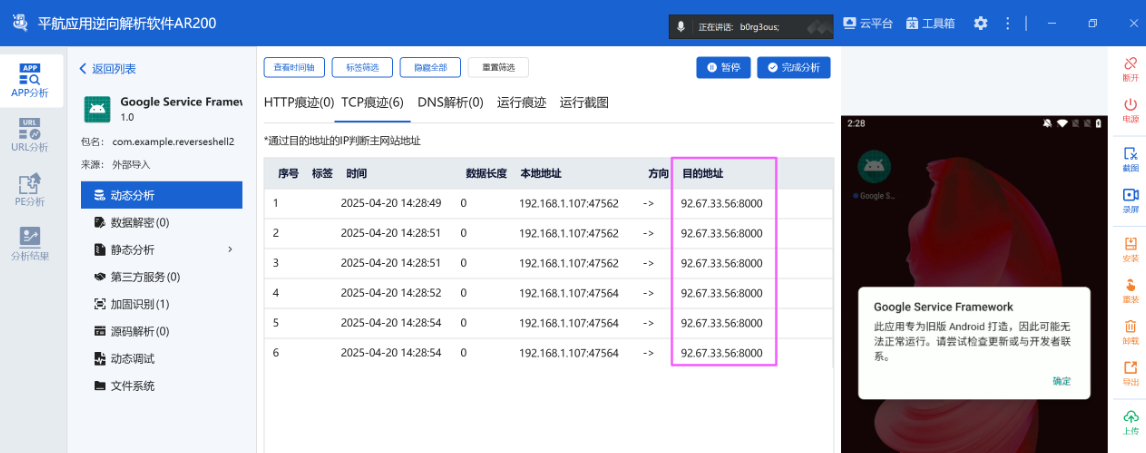 平航应用逆向解析软件AR200
正在讲话: b0rg3ous;
云平台
工具箱
APP
APP分析
URL
URL分析
PE分析
分析结果
返回列表
Google Service Framew
1.0
包名: com.example.reverseshell2
来源: 外部导入
动态分析
数据解密(0)
静态分析
第三方服务(0)
加固识别(1)
源码解析(0)
动态调试
文件系统
查看时间轴 标签筛选 隐藏全部 重置筛选 暂停 完成分析
HTTP痕迹(0) TCP痕迹(6) DNS解析(0) 运行痕迹 运行截图
*通过目的地址的IP判断主网站地址
序号 标签 时间 数据长度 本地地址 方向 目的地址
1 2025-04-20 14:28:49 0 192.168.1.107:47562 -> 92.67.33.56:8000
2 2025-04-20 14:28:51 0 192.168.1.107:47562 -> 92.67.33.56:8000
3 2025-04-20 14:28:51 0 192.168.1.107:47562 -> 92.67.33.56:8000
4 2025-04-20 14:28:52 0 192.168.1.107:47564 -> 92.67.33.56:8000
5 2025-04-20 14:28:54 0 192.168.1.107:47564 -> 92.67.33.56:8000
6 2025-04-20 14:28:54 0 192.168.1.107:47564 -> 92.67.33.56:8000
2:28
Google S...
Google Service Framework
此应用专为旧版 Android 打造，因此可能无
法正常运行。请尝试检查更新或与开发者联
系。
确定
断开
电源
截图
录屏
安装
重装
卸载
导出
上传